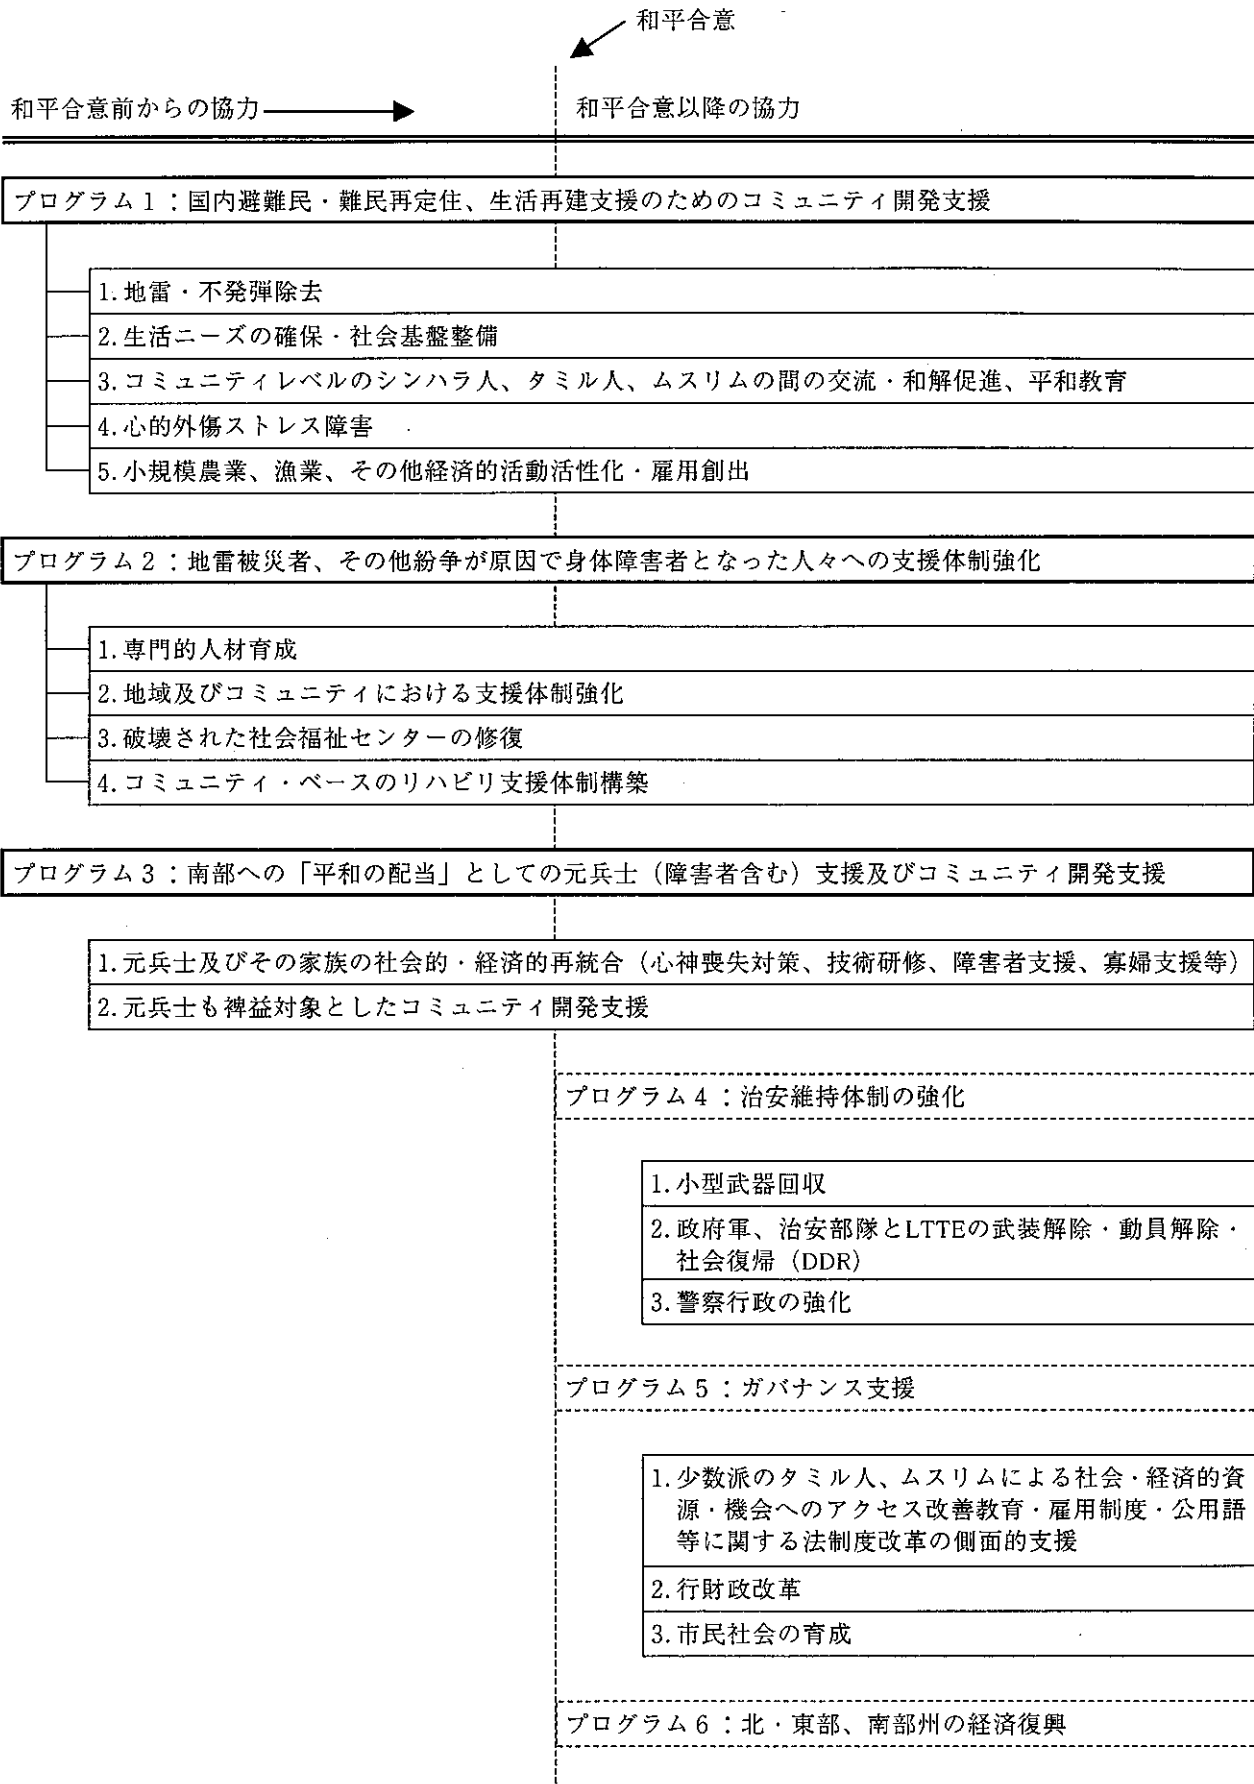 和平合意
和平合意前からの協力
和平合意以降の協力
プログラム1：国内避難民・難民再定住、生活再建支援のためのコミュニティ開発支援
1.地雷・不発弾除去
2.生活ニーズの確保・社会基盤整備
3.コミュニティレベルのシンハラ人、タミル人、ムスリムの間の交流・和解促進、平和教育
4.心的外傷ストレス障害
5.小規模農業、漁業、その他経済的活動活性化・雇用創出
プログラム2：地雷被災者、その他紛争が原因で身体障害者となった人々への支援体制強化
1.専門的人材育成
2.地域及びコミュニティにおける支援体制強化
3.破壊された社会福祉センターの修復
4.コミュニティ・ベースのリハビリ支援体制構築
プログラム3：南部への「平和の配当」としての元兵士（障害者含む）支援及びコミュニティ開発支援
1.元兵士及びその家族の社会的・経済的再統合（心神喪失対策、技術研修、障害者支援、寡婦支援等）
2.元兵士も裨益対象としたコミュニティ開発支援
プログラム4：治安維持体制の強化
1.小型武器回収
2.政府軍、治安部隊とLTTEの武装解除・動員解除・
社会復帰（DDR）
3.警察行政の強化
プログラム5：ガバナンス支援
1.少数派のタミル人、ムスリムによる社会・経済的資
源・機会へのアクセス改善教育・雇用制度・公用語
等に関する法制度改革の側面的支援
2.行財政改革
3.市民社会の育成
プログラム6：北・東部、南部州の経済復興